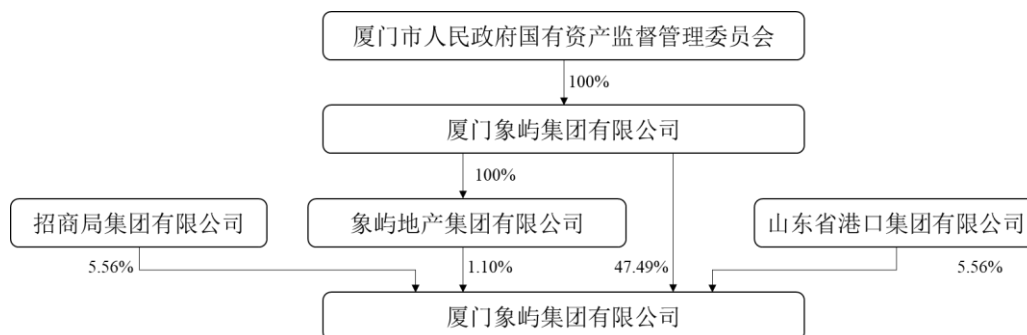 厦门市人民政府国有资产监督管理委员会
100%
厦门象屿集团有限公司
100%
招商局集团有限公司
象屿地产集团有限公司
山东省港口集团有限公司
5.56%
1.10%
47.49%
5.56%
厦门象屿集团有限公司